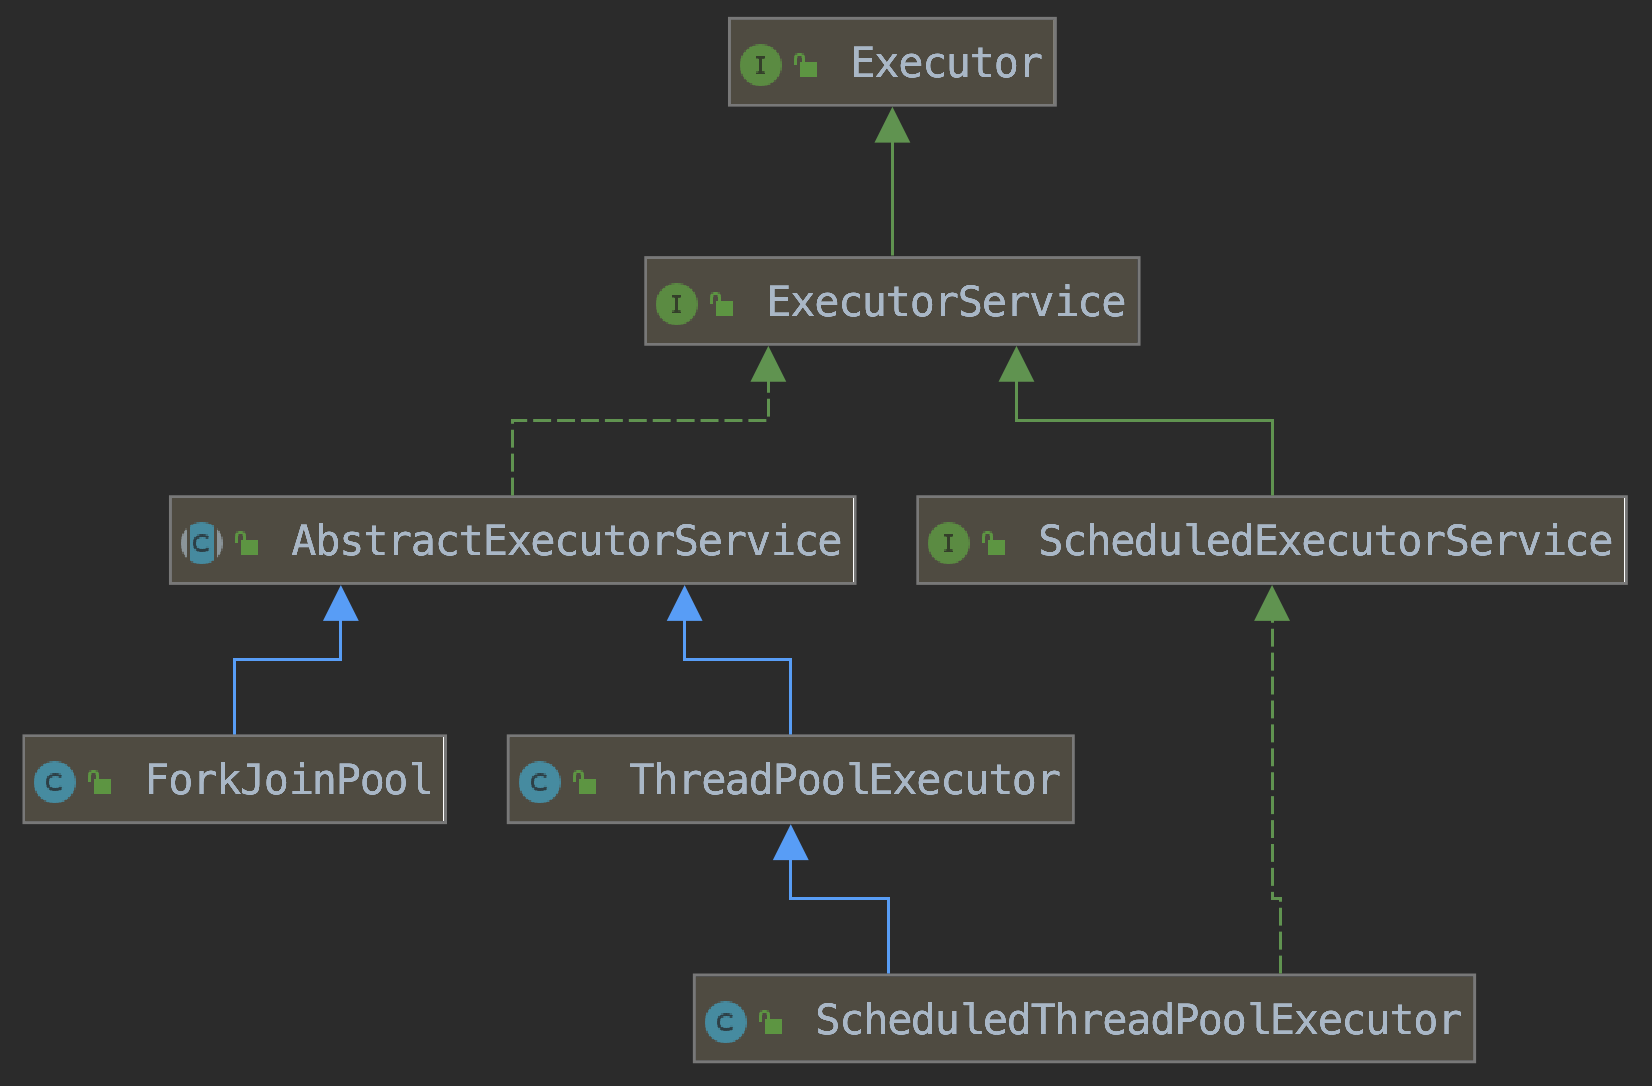 I Executor
I ExecutorService
C AbstractExecutorService
I ScheduledExecutorService
C ForkJoinPool
C ThreadPoolExecutor
C ScheduledThreadPoolExecutor